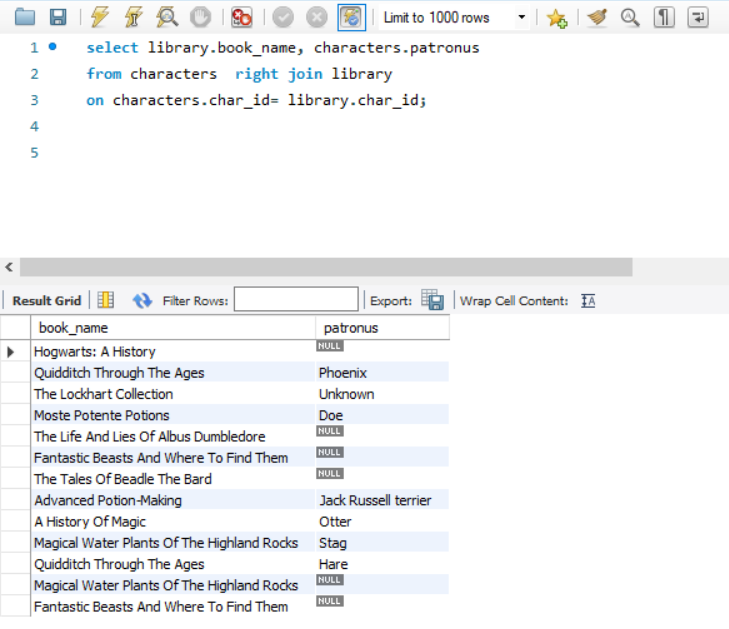 Limit to 1000 rows
1 select library.book_name, characters.patronus
2 from characters  right join library
3 on characters.char_id= library.char_id;
4
5
Result Grid Filter Rows: Export: Wrap Cell Content: IA
book_name patronus
Hogwarts: A History NULL
Quidditch Through The Ages Phoenix
The Lockhart Collection Unknown
Moste Potente Potions Doe
The Life And Lies Of Albus Dumbledore NULL
Fantastic Beasts And Where To Find Them NULL
The Tales Of Beadle The Bard NULL
Advanced Potion-Making Jack Russell terrier
A History Of Magic Otter
Magical Water Plants Of The Highland Rocks Stag
Quidditch Through The Ages Hare
Magical Water Plants Of The Highland Rocks NULL
Fantastic Beasts And Where To Find Them NULL